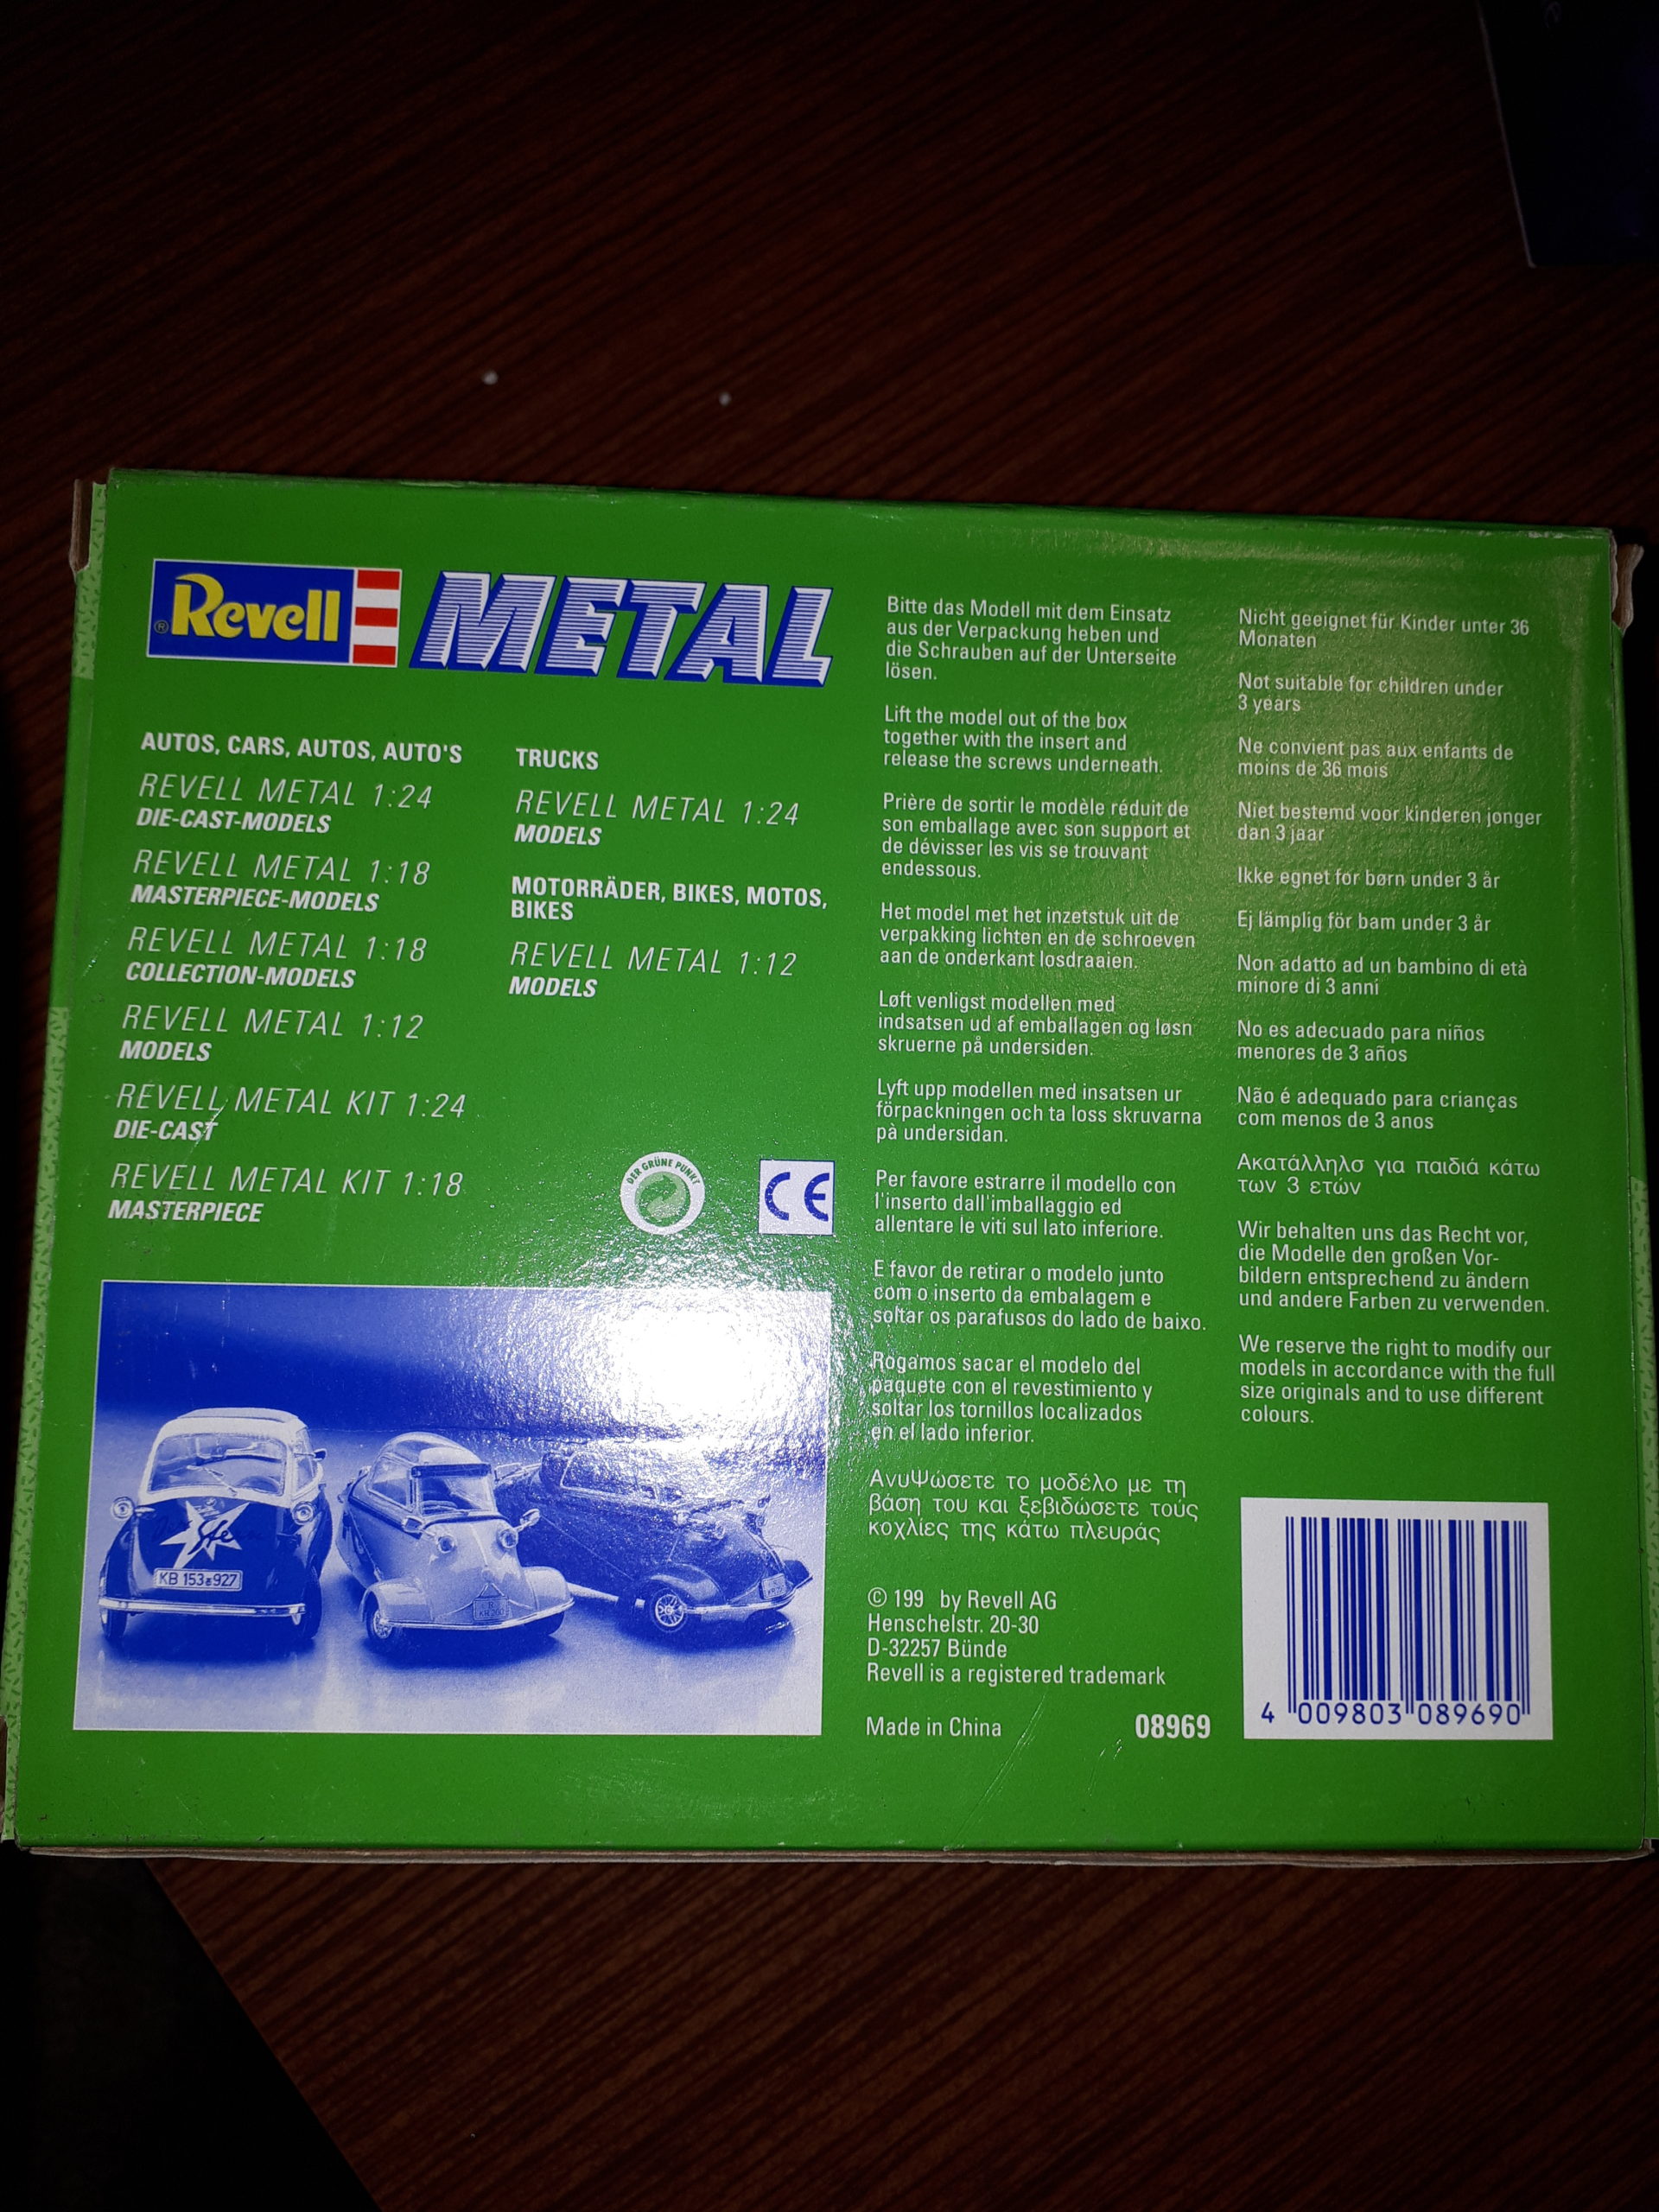 Revell
®
METAL
AUTOS, CARS, AUTOS, AUTO'S
REVELL METAL 1:24
DIE-CAST-MODELS
REVELL METAL 1:18
MASTERPIECE-MODELS
REVELL METAL 1:18
COLLECTION-MODELS
REVELL METAL 1:12
MODELS
REVELL METAL KIT 1:24
DIE-CAST
REVELL METAL KIT 1:18
MASTERPIECE
TRUCKS
REVELL METAL 1:24
MODELS
MOTORRÄDER, BIKES, MOTOS,
BIKES
REVELL METAL 1:12
MODELS
DER GRÜNE PUNKT
CE
KB 153 927
Bitte das Modell mit dem Einsatz
aus der Verpackung heben und
die Schrauben auf der Unterseite
lösen.
Lift the model out of the box
together with the insert and
release the screws underneath.
Prière de sortir le modèle réduit de
son emballage avec son support et
de dévisser les vis se trouvant
endessous.
Het model met het inzetstuk uit de
verpakking lichten en de schroeven
aan de onderkant losdraaien.
Løft venligst modellen med
indsatsen ud af emballagen og løsn
skruerne på undersiden.
Lyft upp modellen med insatsen ur
förpackningen och ta loss skruvarna
pà undersidan.
Per favore estrarre il modello con
l'inserto dall'imballaggio ed
allentare le viti sul lato inferiore.
E favor de retirar o modelo junto
com o inserto da embalagem e
soltar os parafusos do lado de baixo.
Rogamos sacar el modelo del
paquete con el revestimiento y
soltar los tornillos localizados
en el lado inferior.
ΑνυΨώσετε το μοδέλο με τη
βάση του και ξεβιδώσετε τούς
κοχλίες της κάτω πλευράς
© 199 by Revell AG
Henschelstr. 20-30
D-32257 Bünde
Revell is a registered trademark
Made in China
08969
Nicht geeignet für Kinder unter 36
Monaten
Not suitable for children under
3 years
Ne convient pas aux enfants de
moins de 36 mois
Niet bestemd voor kinderen jonger
dan 3 jaar
Ikke egnet for børn under 3 år
Ej lämplig för bam under 3 år
Non adatto ad un bambino di età
minore di 3 anni
No es adecuado para niños
menores de 3 años
Não é adequado para crianças
com menos de 3 anos
Ακατάλληλσ για παιδιά κάτω
των 3 ετών
Wir behalten uns das Recht vor,
die Modelle den großen Vor-
bildern entsprechend zu ändern
und andere Farben zu verwenden.
We reserve the right to modify our
models in accordance with the full
size originals and to use different
colours.
4 009803 089690